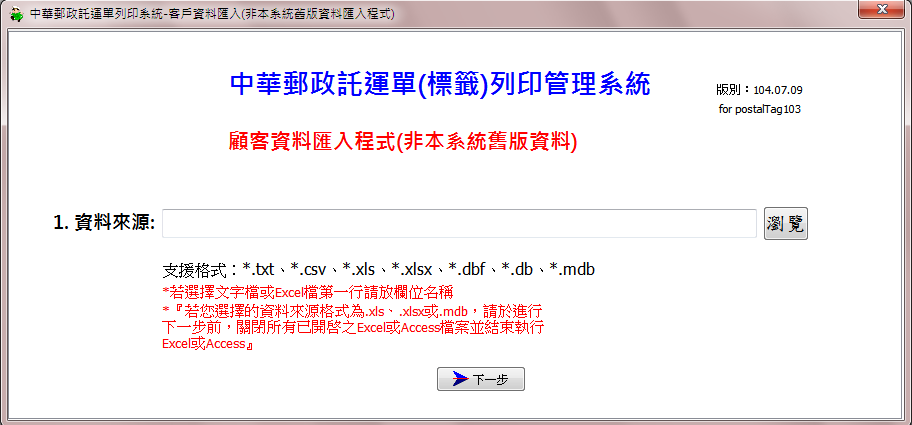 中華郵政託運單列印系統-客戶資料匯入(非本系統舊版資料匯入程式)
中華郵政託運單(標籤)列印管理系統
版別：104.07.09
for postalTag103
顧客資料匯入程式(非本系統舊版資料)
1. 資料來源:
瀏覽
支援格式：*.txt、*.csv、*.xls、*.xlsx、*.dbf、*.db、*.mdb
*若選擇文字檔或Excel檔第一行請放欄位名稱
*『若您選擇的資料來源格式為.xls、.xlsx或.mdb，請於進行
下一步前，關閉所有已開啓之Excel或Access檔案並結束執行
Excel或Access』
下一步